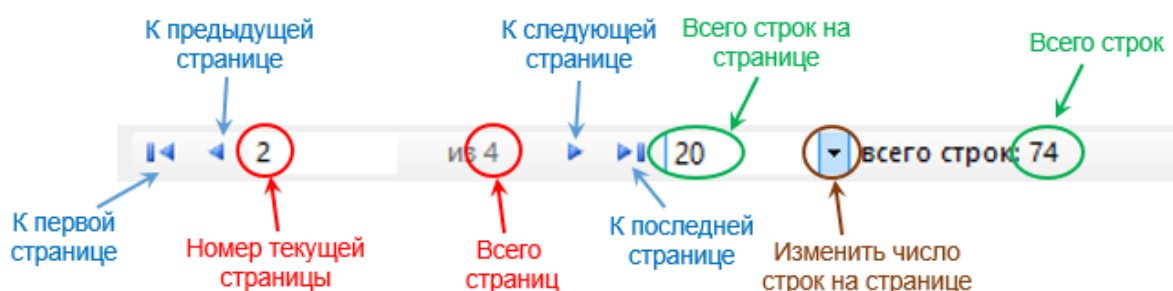 К предыдущей
странице
К следующей
странице
Всего строк на
странице
Всего строк
2
из 4
20
всего строк: 74
К первой
странице
Номер текущей
страницы
Всего
страниц
К последней
странице
Изменить число
строк на странице